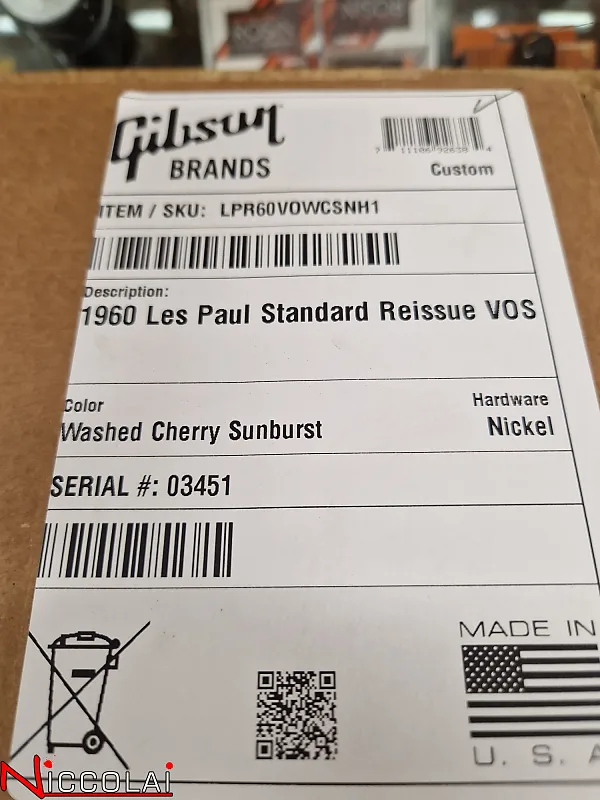 Gibson
BRANDS
Custom
ITEM / SKU: LPR60VOWCSNH1
Description:
1960 Les Paul Standard Reissue VOS
Color
Hardware
Washed Cherry Sunburst
Nickel
SERIAL #: 03451
MADE IN
U. S. A
NICCOLAI